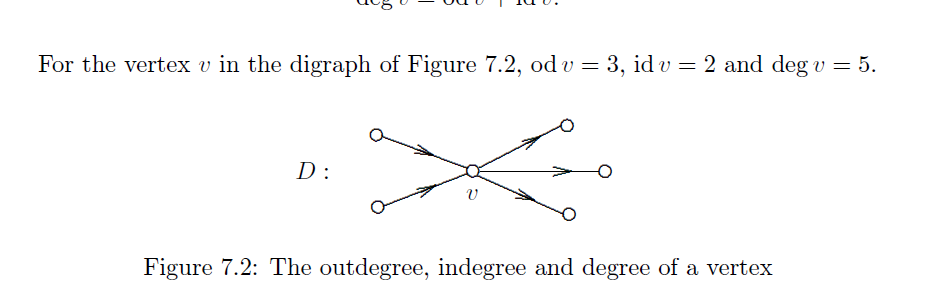 For the vertex v in the digraph of Figure 7.2, od v = 3, id v = 2 and deg v = 5.
D :
v
Figure 7.2: The outdegree, indegree and degree of a vertex